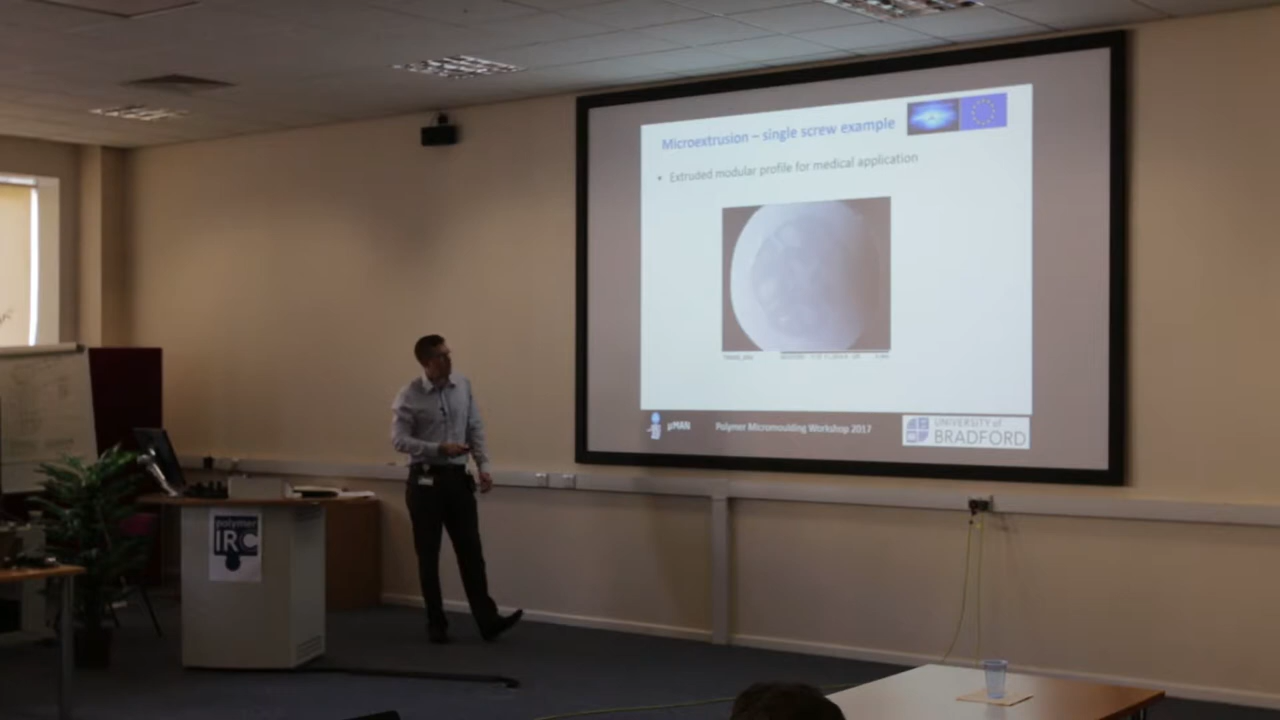 Microextrusion – single screw example
• Extruded modular profile for medical application
µMAN
Polymer Micromoulding Workshop 2017
UNIVERSITY of
BRADFORD
polymer
IRC